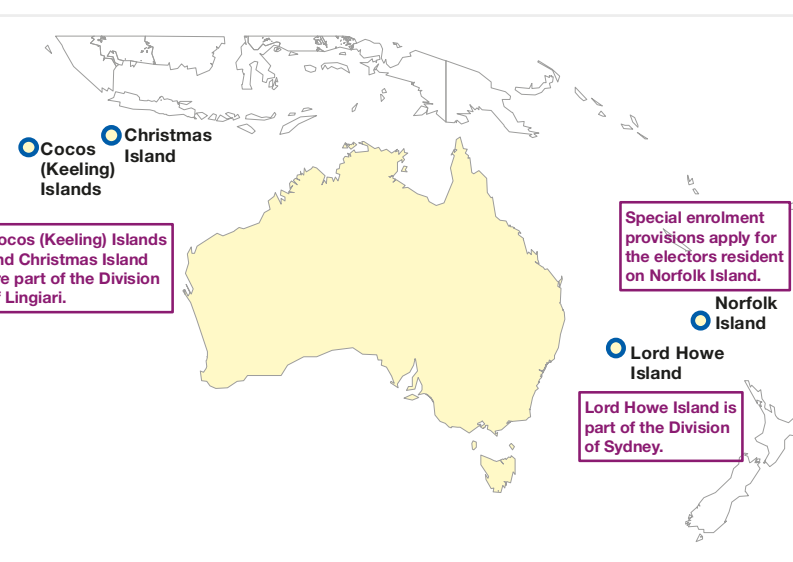 Christmas
Island
Cocos
(Keeling)
Islands
ocos (Keeling) Islands
nd Christmas Island
re part of the Division
f Lingiari.
Special enrolment
provisions apply for
the electors resident
on Norfolk Island.
Norfolk
Island
Lord Howe
Island
Lord Howe Island is
part of the Division
of Sydney.